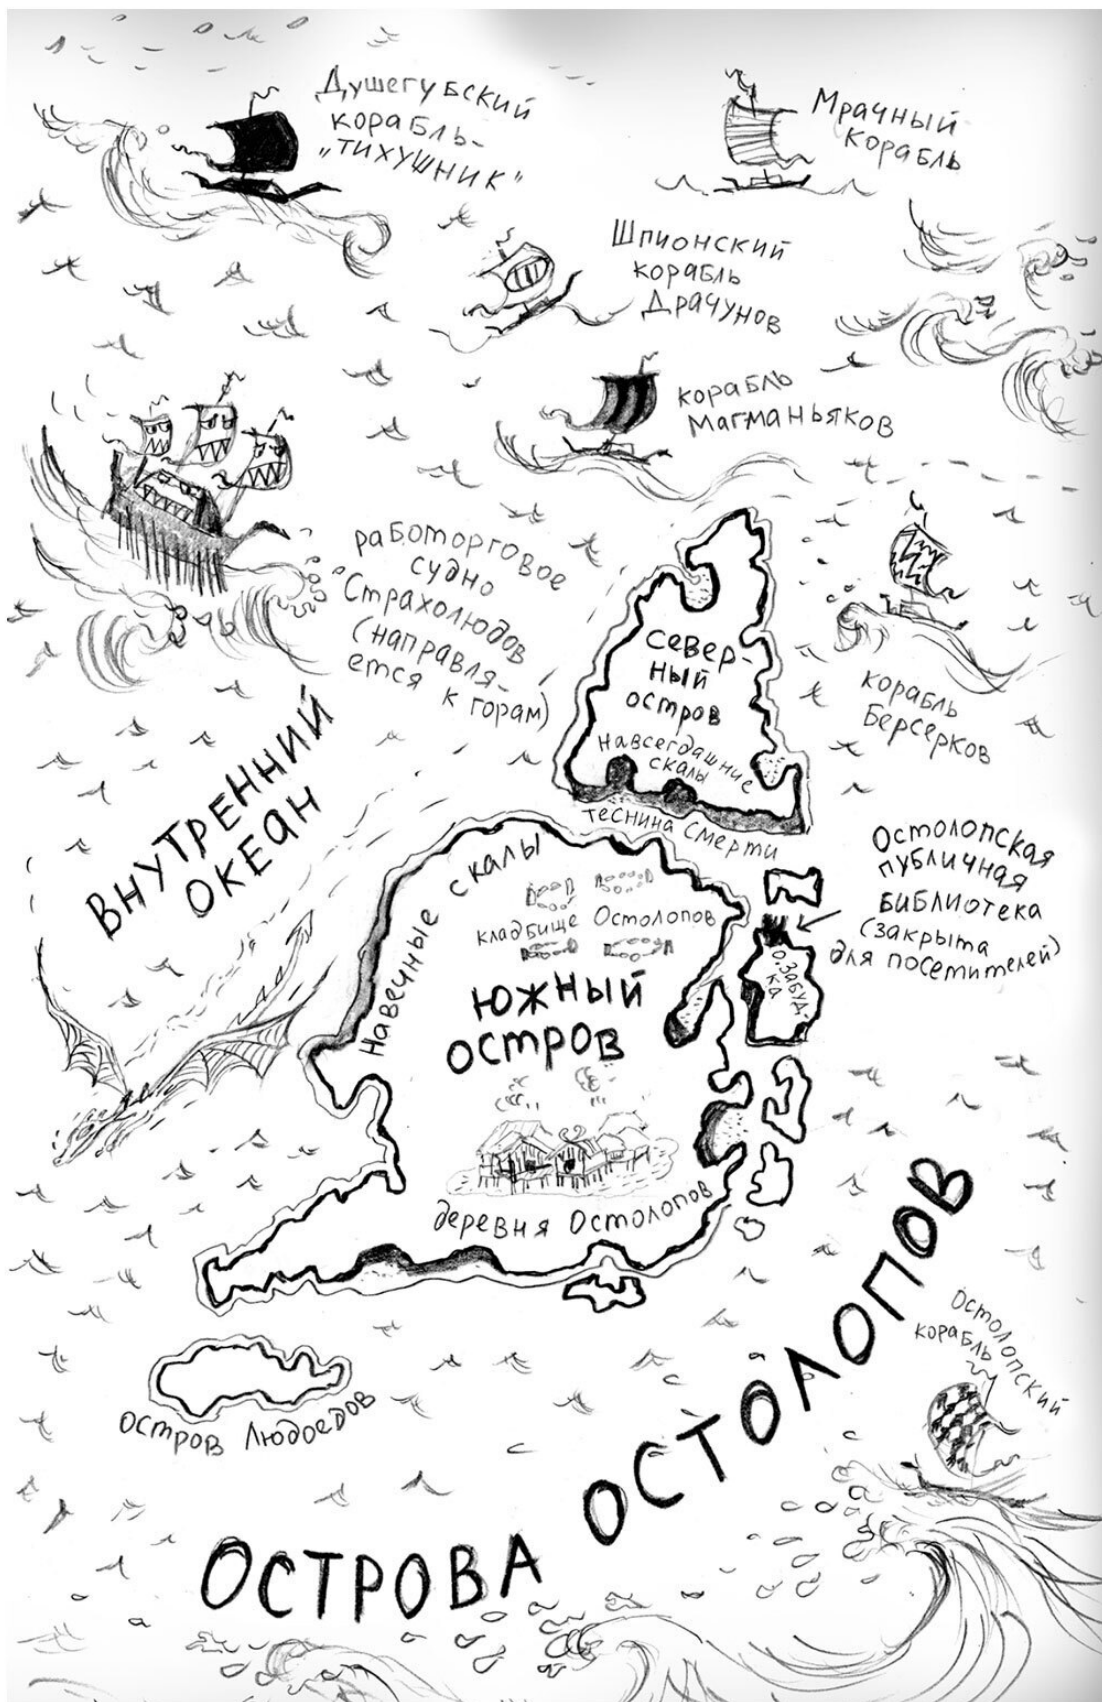 Душегубский
корабль-
„тихушник“
Мрачный
корабль
Шпионский
корабль
Драчунов
корабль
Магманьяков
работорговое
судно
Страхолюдов
(направля-
ется к горам)
Север-
ный
остров
Навсегдашние
скалы
корабль
Берсерков
теснина Смерти
ВНУТРЕННИЙ
ОКЕАН
Остолопская
публичная
библиотека
(закрыта
для посетителей)
Навечные скалы
кладбище Остолопов
о. Забуд-
ка
Южный
остров
деревня Остолопов
остров Людоедов
Остолопский
корабль
ОСТРОВА ОСТОЛОПОВ